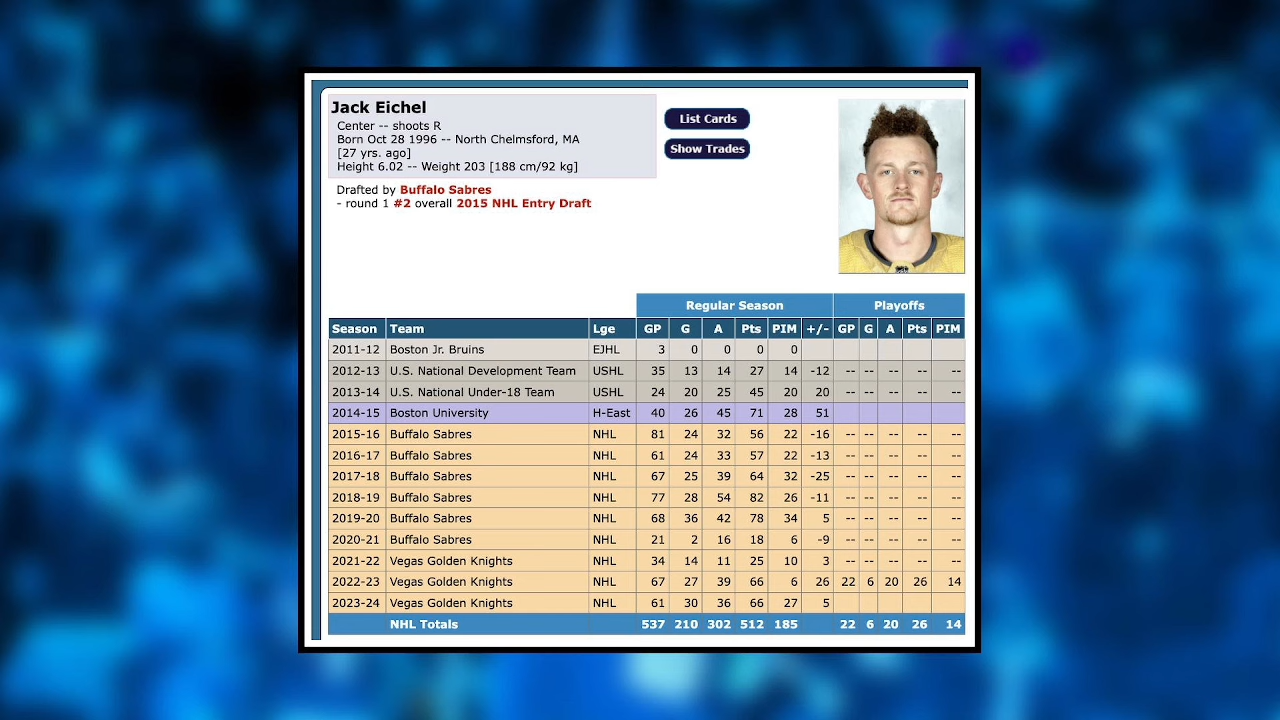 Jack Eichel
Center -- shoots R
Born Oct 28 1996 -- North Chelmsford, MA
[27 yrs. ago]
Height 6.02 -- Weight 203 [188 cm/92 kg]
List Cards
Show Trades
Drafted by Buffalo Sabres
- round 1 #2 overall 2015 NHL Entry Draft
Regular Season Playoffs
Season Team Lge GP G A Pts PIM +/- GP G A Pts PIM
2011-12 Boston Jr. Bruins EJHL 3 0 0 0 0
2012-13 U.S. National Development Team USHL 35 13 14 27 14 -12 -- -- -- -- --
2013-14 U.S. National Under-18 Team USHL 24 20 25 45 20 20 -- -- -- -- --
2014-15 Boston University H-East 40 26 45 71 28 51
2015-16 Buffalo Sabres NHL 81 24 32 56 22 -16 -- -- -- -- --
2016-17 Buffalo Sabres NHL 61 24 33 57 22 -13 -- -- -- -- --
2017-18 Buffalo Sabres NHL 67 25 39 64 32 -25 -- -- -- -- --
2018-19 Buffalo Sabres NHL 77 28 54 82 26 -11 -- -- -- -- --
2019-20 Buffalo Sabres NHL 68 36 42 78 34 5 -- -- -- -- --
2020-21 Buffalo Sabres NHL 21 2 16 18 6 -9 -- -- -- -- --
2021-22 Vegas Golden Knights NHL 34 14 11 25 10 3 -- -- -- -- --
2022-23 Vegas Golden Knights NHL 67 27 39 66 6 26 22 6 20 26 14
2023-24 Vegas Golden Knights NHL 61 30 36 66 27 5
NHL Totals 537 210 302 512 185 22 6 20 26 14